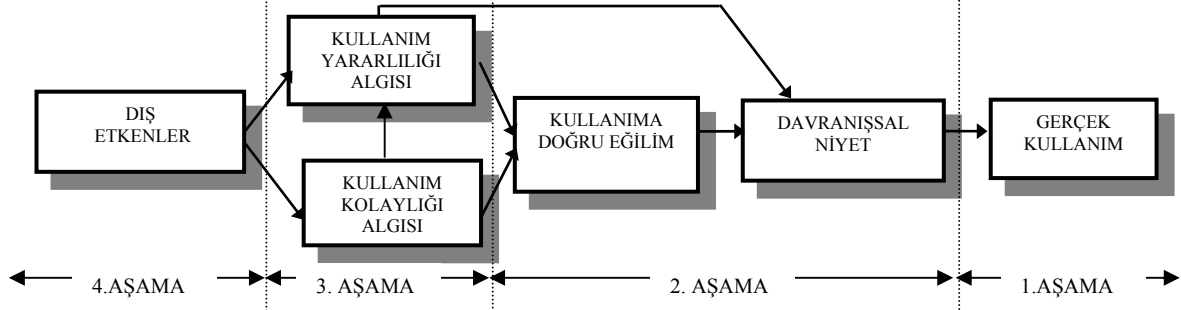 DIŞ
ETKENLER
KULLANIM
YARARLILIĞI
ALGISI
KULLANIM
KOLAYLIĞI
ALGISI
KULLANIMA
DOĞRU EĞİLİM
DAVRANIŞSAL
NİYET
GERÇEK
KULLANIM
4.AŞAMA
3. AŞAMA
2. AŞAMA
1.AŞAMA